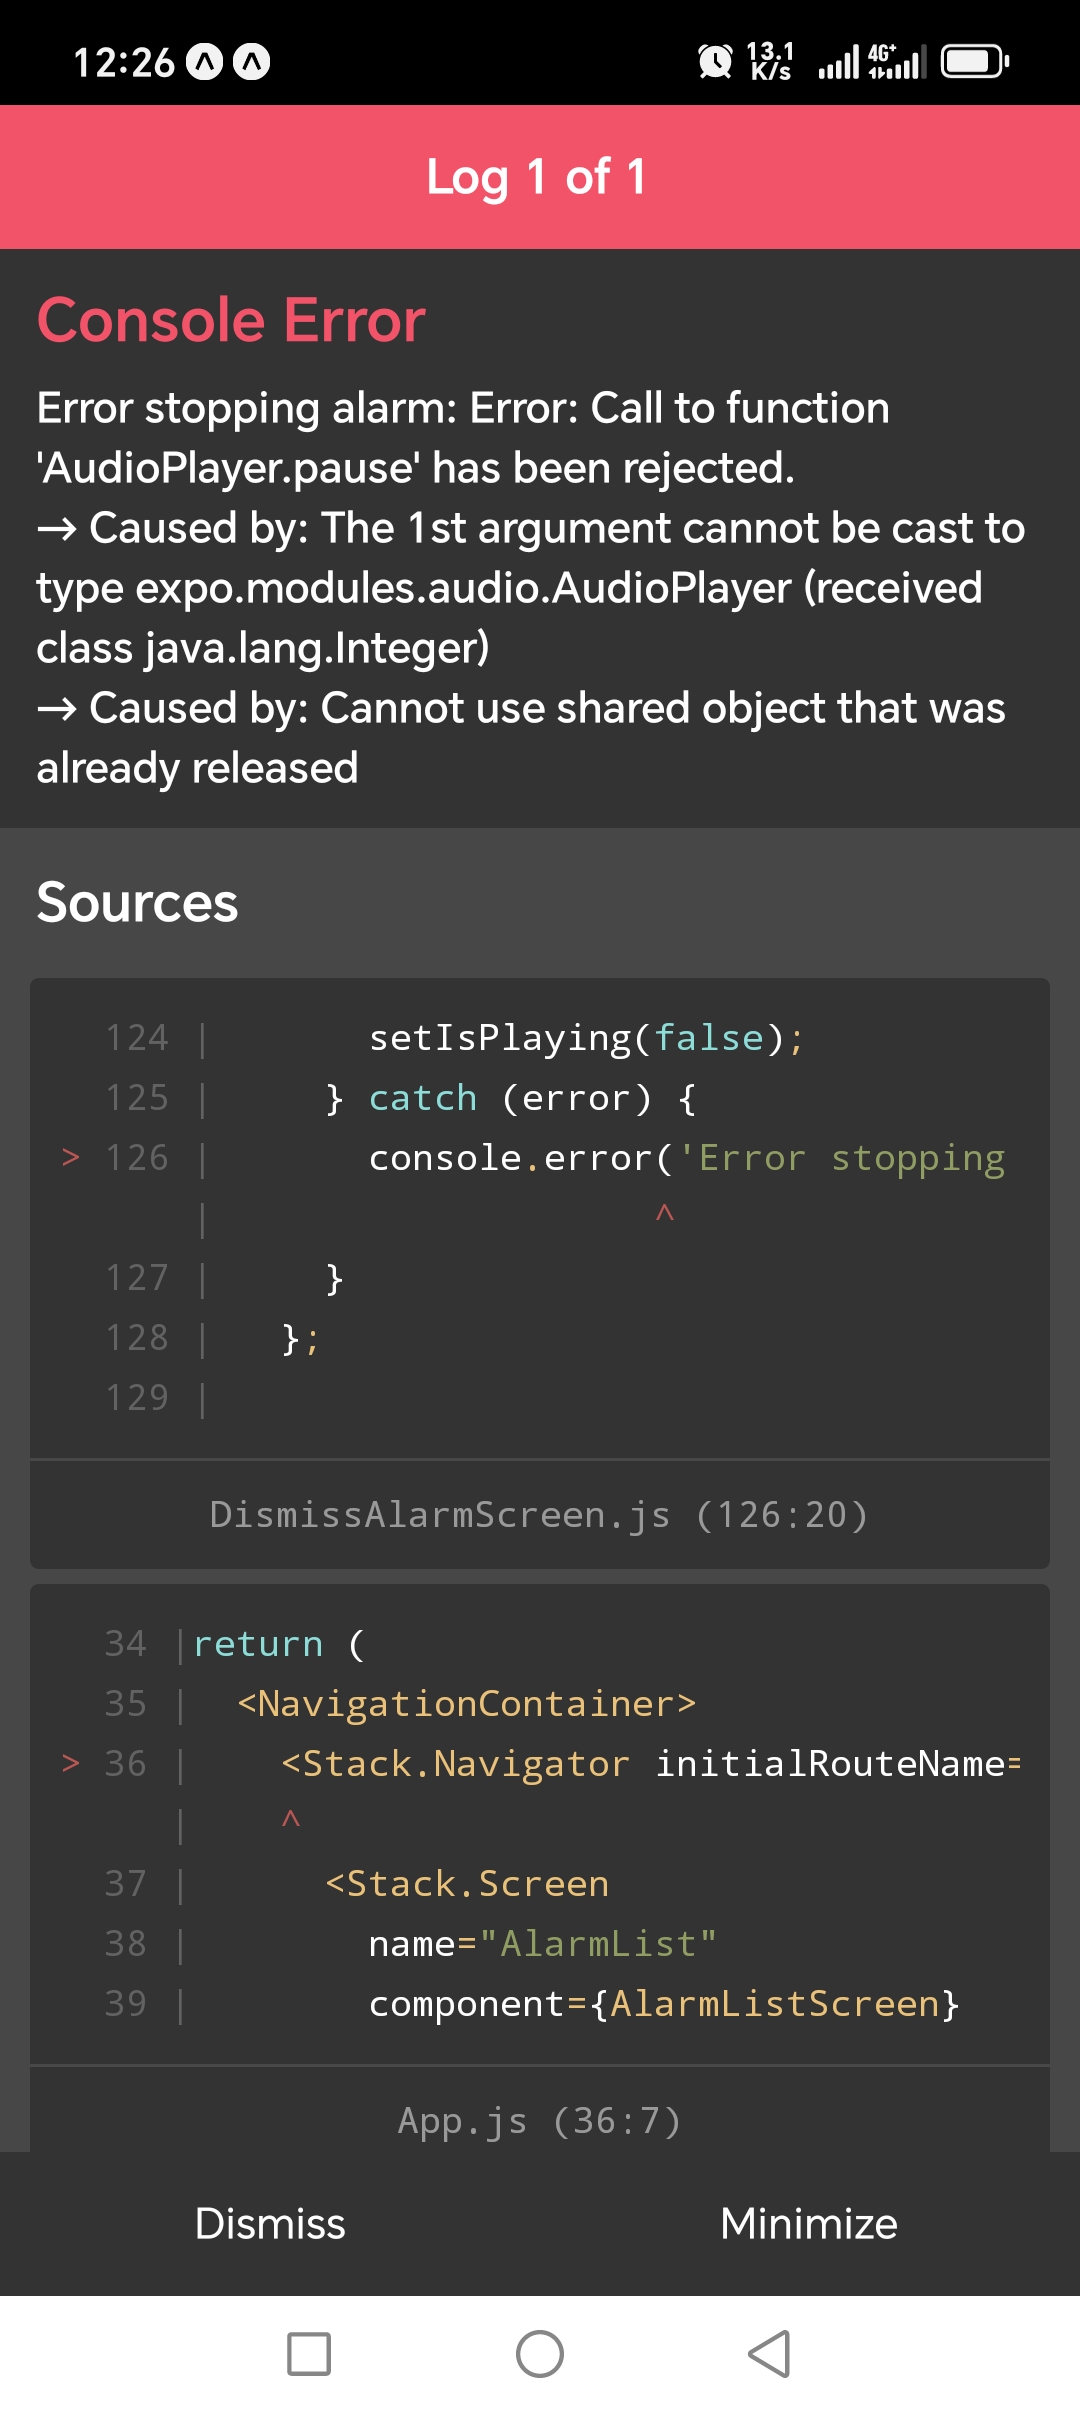 12:26
13.1
K/s
4G+
Log 1 of 1
Console Error
Error stopping alarm: Error: Call to function
'AudioPlayer.pause' has been rejected.
→ Caused by: The 1st argument cannot be cast to
type expo.modules.audio.AudioPlayer (received
class java.lang.Integer)
→ Caused by: Cannot use shared object that was
already released
Sources
124 |       setIsPlaying(false);
125 |     } catch (error) {
> 126 |       console.error('Error stopping
|                    ^
127 |     }
128 |   };
129 |
DismissAlarmScreen.js (126:20)
34 |return (
35 |  <NavigationContainer>
> 36 |    <Stack.Navigator initialRouteName=
|    ^
37 |      <Stack.Screen
38 |        name="AlarmList"
39 |        component={AlarmListScreen}
App.js (36:7)
Dismiss
Minimize